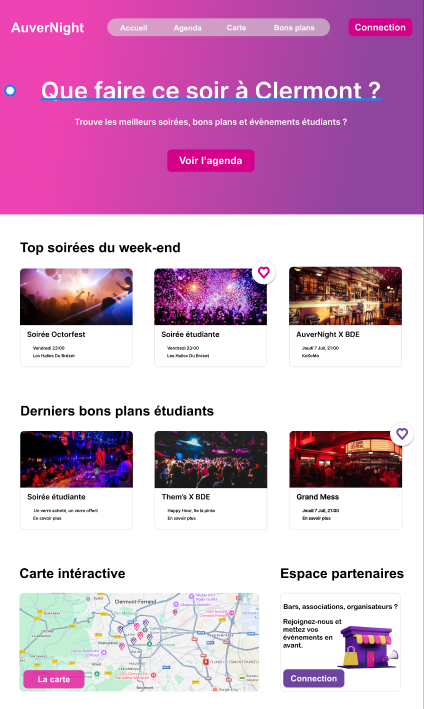 AuverNight
Accueil Agenda Carte Bons plans
Connection
Que faire ce soir à Clermont ?
Trouve les meilleurs soirées, bons plans et évènements étudiants ?
Voir l'agenda
Top soirées du week-end
Soirée Octorfest
Vendredi 23:00
Les Halles Du Brézet
Soirée étudiante
Vendredi 23:00
Les Halles Du Brézet
AuverNight X BDE
Jeudi 7 Juil, 21:00
KoKoMo
Derniers bons plans étudiants
Soirée étudiante
Un verre acheté, un verre offert
En savoir plus
Them's X BDE
Happy Hour, 5e la pinte
En savoir plus
Grand Mess
Jeudi 7 Juil, 21:00
En savoir plus
Carte intéractive
Clermont-Ferrand
Royat
Beaumont
La carte
Espace partenaires
Bars, associations, organisateurs ?
Rejoignez-nous et
mettez vos
évènements en
avant.
Connection